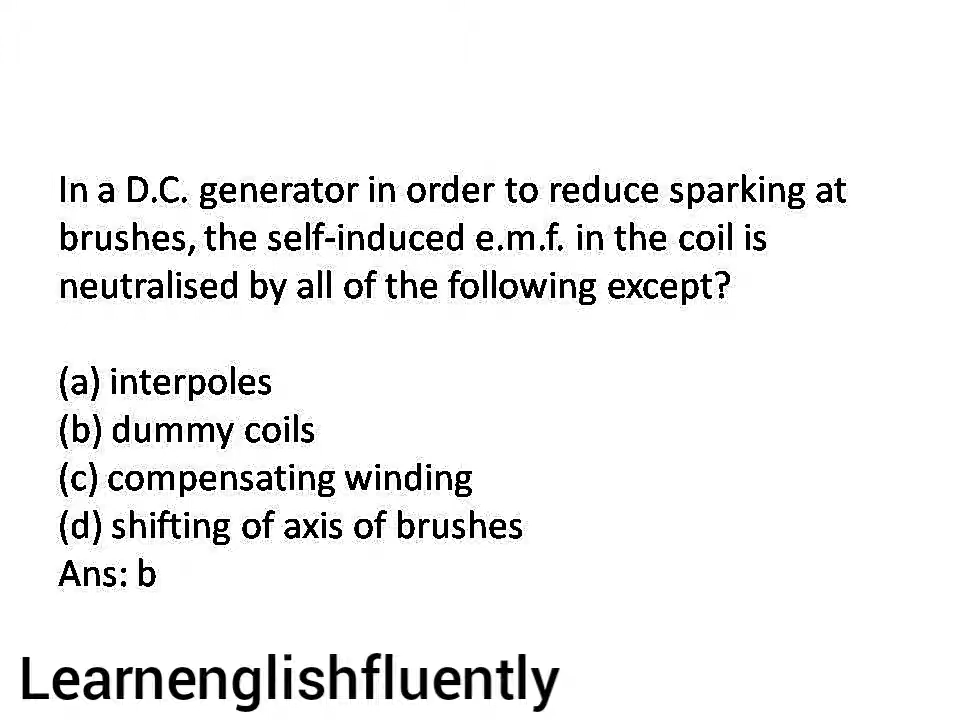 In a D.C. generator in order to reduce sparking at
brushes, the self-induced e.m.f. in the coil is
neutralised by all of the following except?
(a) interpoles
(b) dummy coils
(c) compensating winding
(d) shifting of axis of brushes
Ans: b
Learnenglishfluently